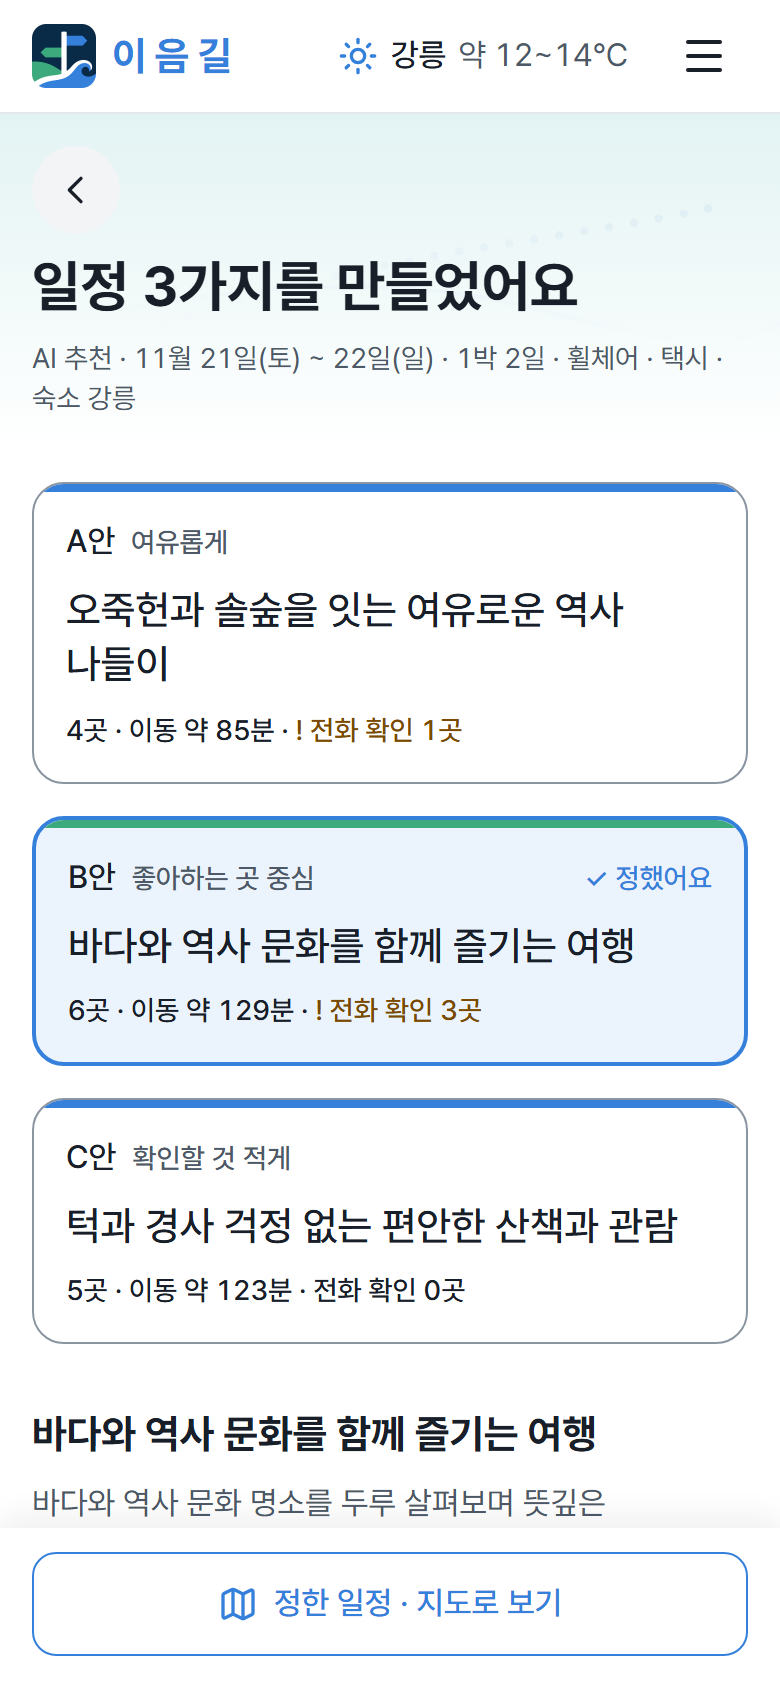 이음길
강릉 약 12~14℃
일정 3가지를 만들었어요
AI 추천 · 11월 21일(토) ~ 22일(일) · 1박 2일 · 휠체어 · 택시 ·
숙소 강릉
A안 여유롭게
오죽헌과 솔숲을 잇는 여유로운 역사
나들이
4곳 · 이동 약 85분 · ! 전화 확인 1곳
B안 좋아하는 곳 중심 ✓ 정했어요
바다와 역사 문화를 함께 즐기는 여행
6곳 · 이동 약 129분 · ! 전화 확인 3곳
C안 확인할 것 적게
턱과 경사 걱정 없는 편안한 산책과 관람
5곳 · 이동 약 123분 · 전화 확인 0곳
바다와 역사 문화를 함께 즐기는 여행
바다와 역사 문화 명소를 두루 살펴보며 뜻깊은
정한 일정 · 지도로 보기